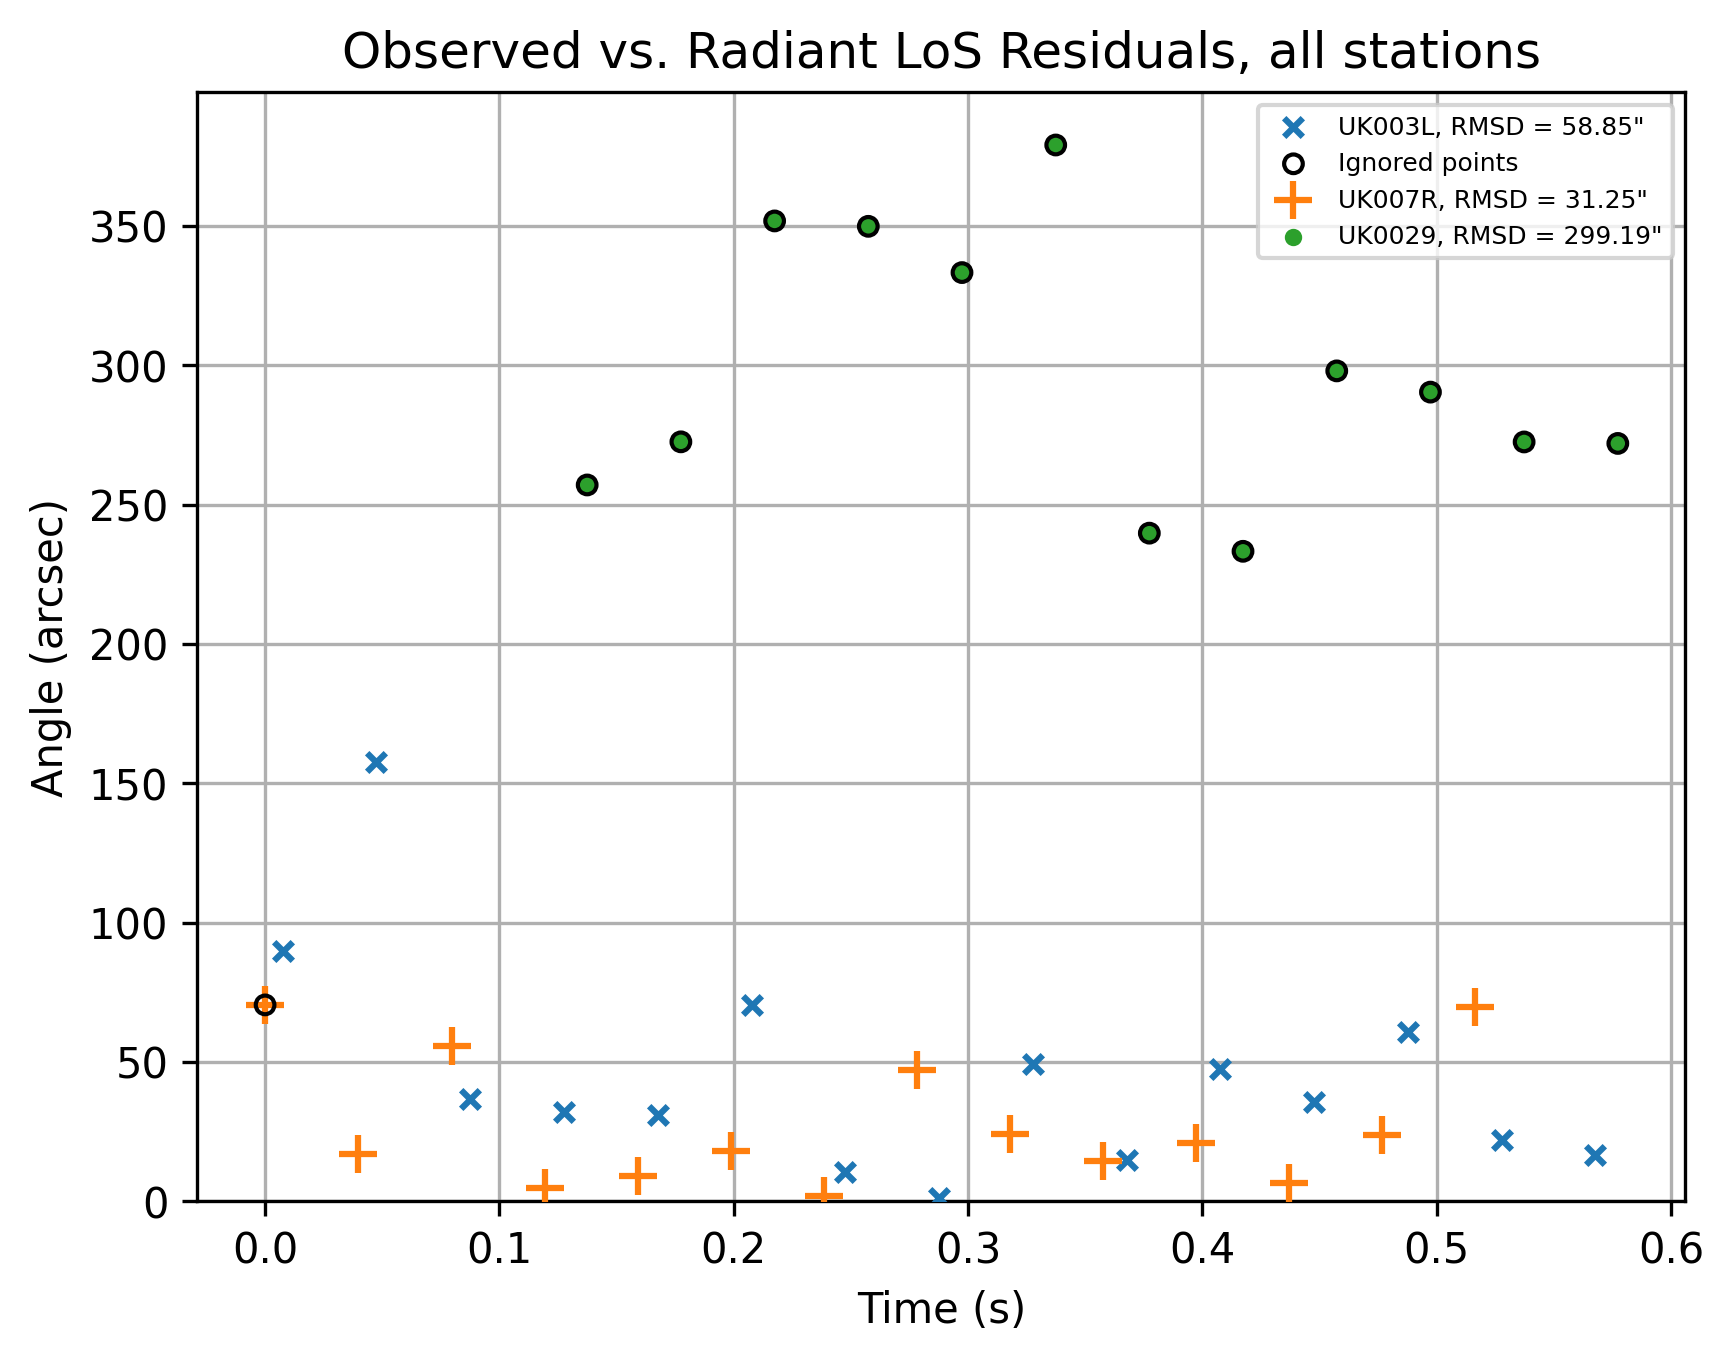 Observed vs. Radiant LoS Residuals, all stations
UK003L, RMSD = 58.85"
Ignored points
UK007R, RMSD = 31.25"
UK0029, RMSD = 299.19"
Angle (arcsec)
350
300
250
200
150
100
50
0
0.0 0.1 0.2 0.3 0.4 0.5 0.6
Time (s)